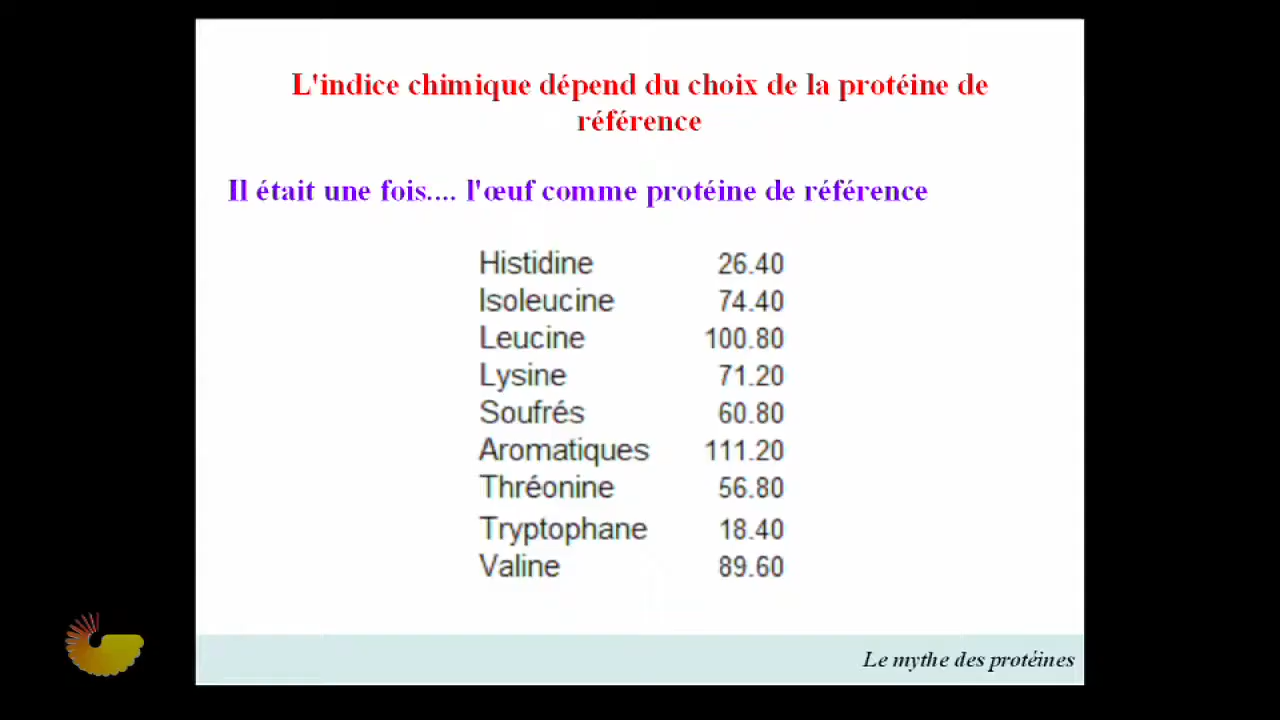 L'indice chimique dépend du choix de la protéine de
référence
Il était une fois.... l'œuf comme protéine de référence
Histidine 26.40
Isoleucine 74.40
Leucine 100.80
Lysine 71.20
Soufrés 60.80
Aromatiques 111.20
Thréonine 56.80
Tryptophane 18.40
Valine 89.60
Le mythe des protéines